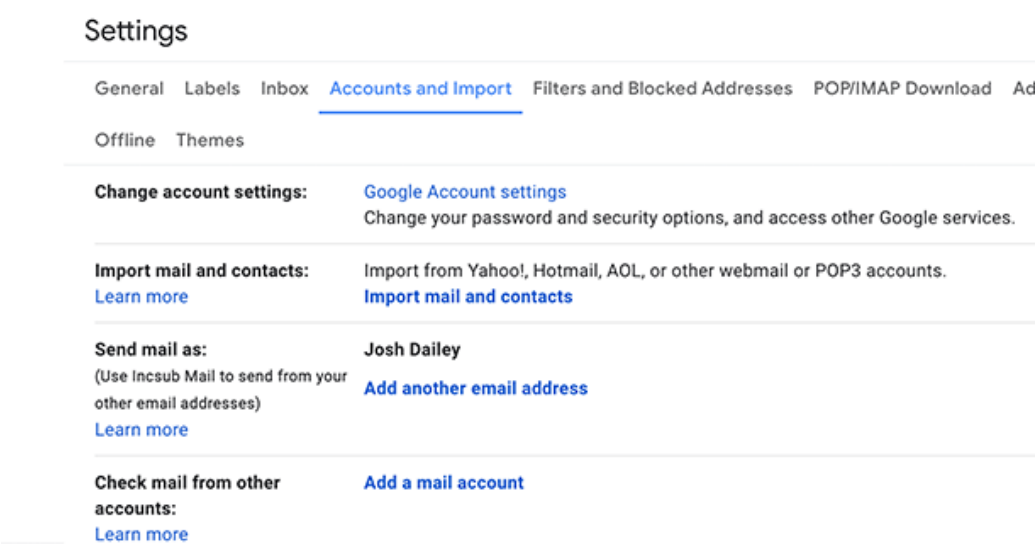 Settings
General Labels Inbox Accounts and Import Filters and Blocked Addresses POP/IMAP Download Ad
Offline Themes
Change account settings: Google Account settings
Change your password and security options, and access other Google services.
Import mail and contacts: Import from Yahoo!, Hotmail, AOL, or other webmail or POP3 accounts.
Learn more Import mail and contacts
Send mail as: Josh Dailey
(Use Incsub Mail to send from your
other email addresses)
Add another email address
Learn more
Check mail from other
accounts:
Add a mail account
Learn more